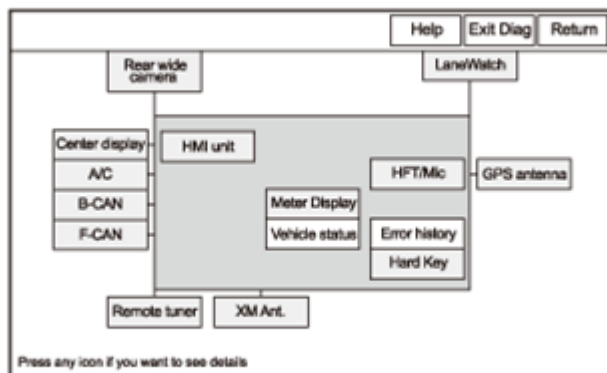 Help Exit Diag Return
Rear wide
camera
LaneWatch
Center display
HMI unit
A/C
HFT/Mic
GPS antenna
B-CAN
Meter Display
F-CAN
Vehicle status
Error history
Hard Key
Remote tuner
XM Ant.
Press any icon if you want to see details